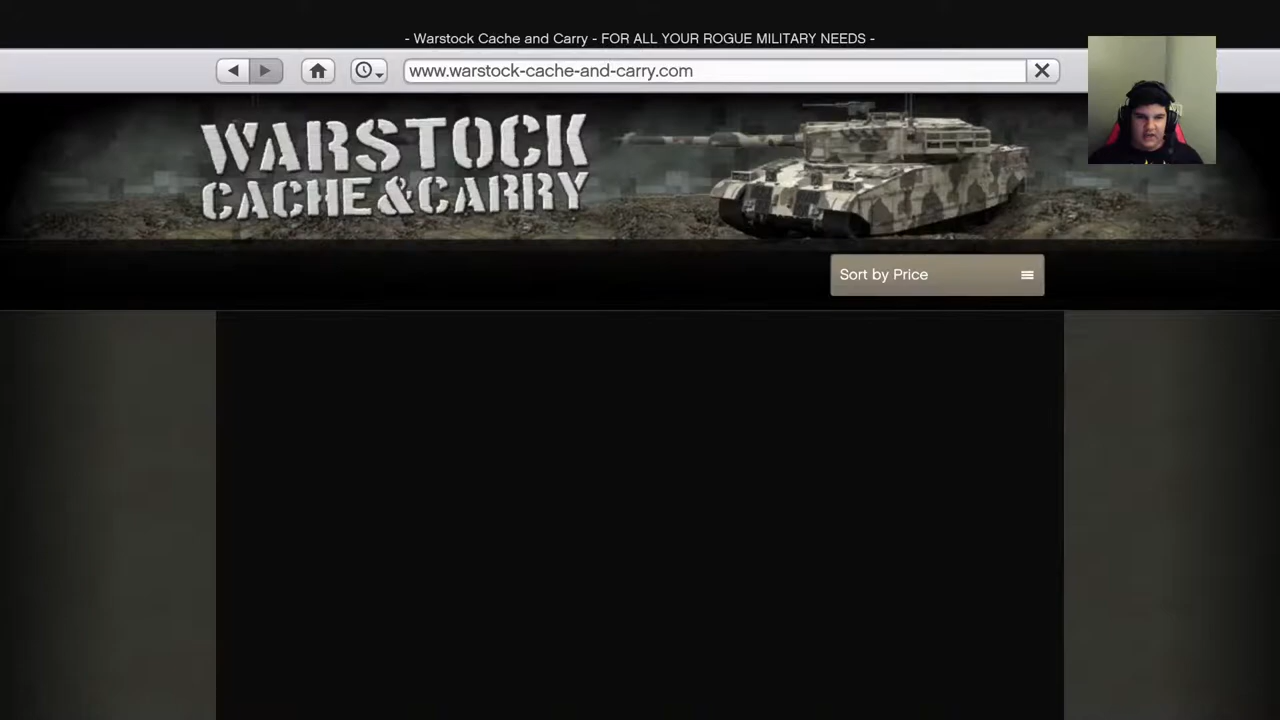 - Warstock Cache and Carry - FOR ALL YOUR ROGUE MILITARY NEEDS -
www.warstock-cache-and-carry.com
WARSTOCK
CACHE&CARRY
Sort by Price